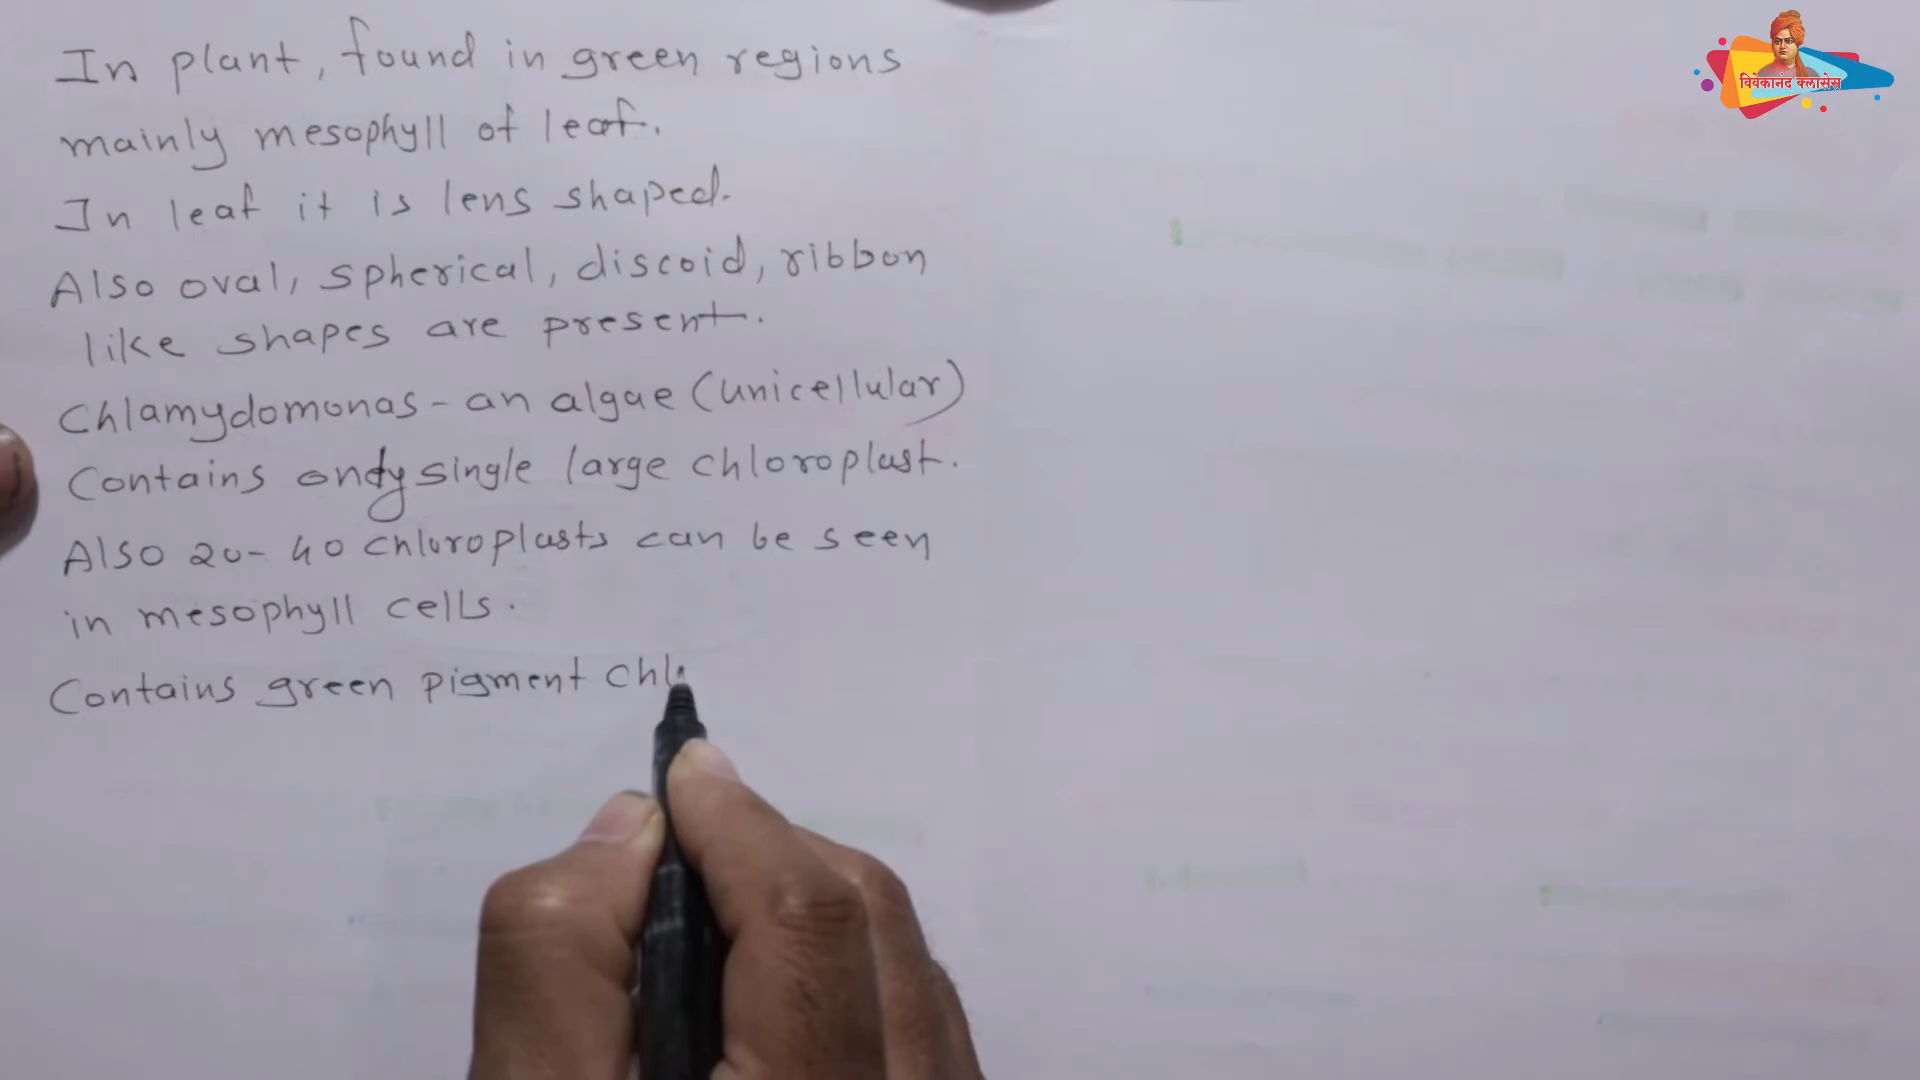 विवेकानंद क्लासेस
In plant, found in green regions
mainly mesophyll of leaf.
In leaf it is lens shaped.
Also oval, spherical, discoid, ribbon
like shapes are present.
Chlamydomonas - an algae (unicellular)
Contains only single large chloroplast.
Also 20-40 chloroplasts can be seen
in mesophyll cells.
Contains green pigment chl